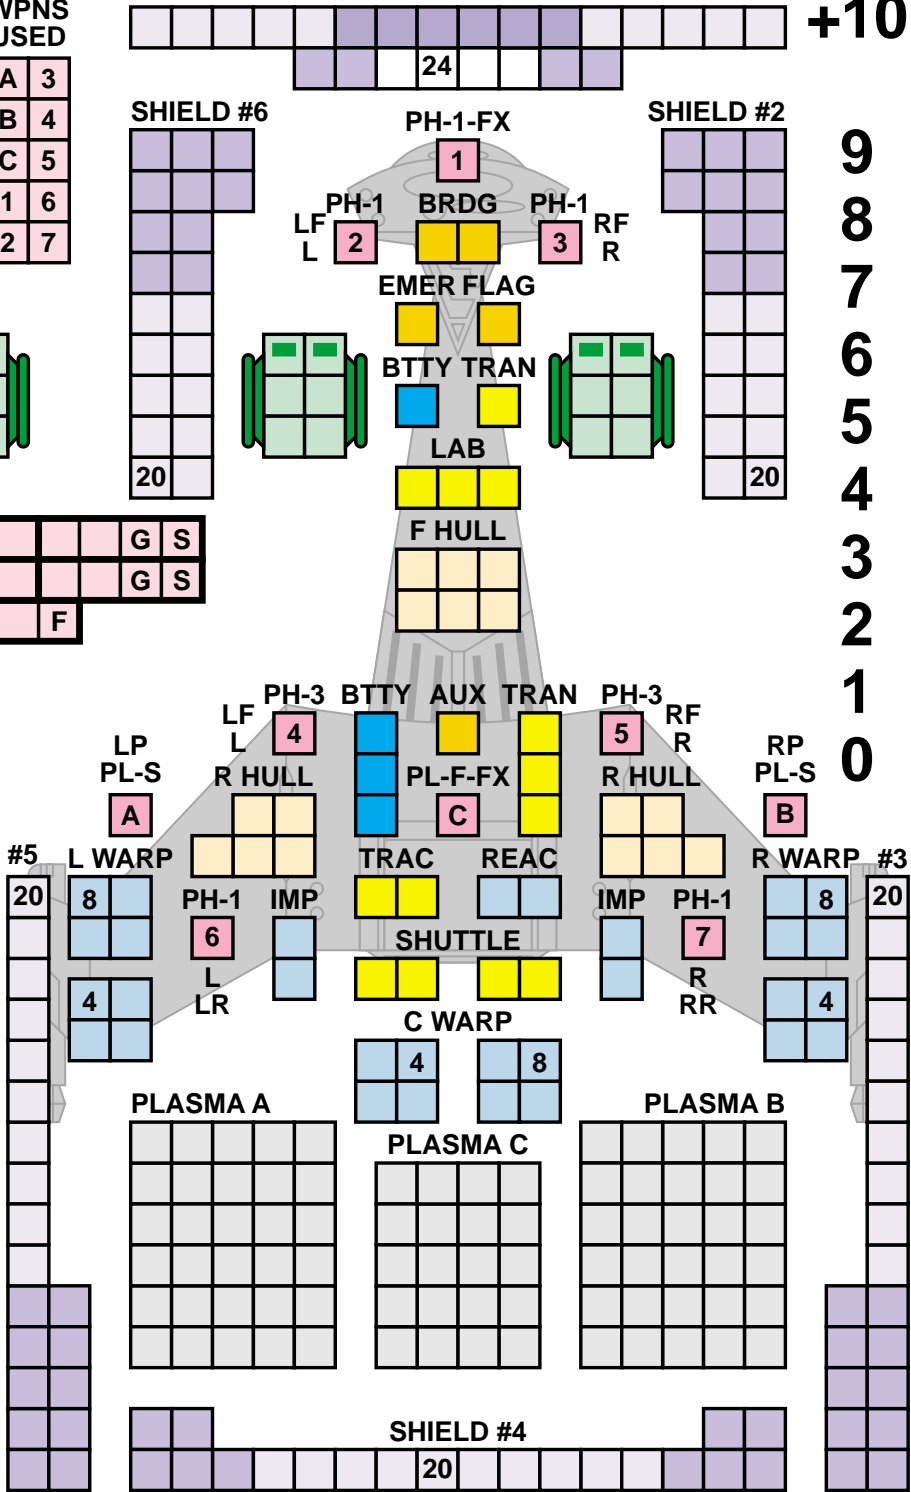 WPNS
USED
+10
24
A 3
B 4
C 5
1 6
2 7
SHIELD #6
SHIELD #2
PH-1-FX
1
9
PH-1 BRDG PH-1
LF
L
2
3
RF
R
8
EMER FLAG
7
BTTY TRAN
6
5
LAB
20
20
4
F HULL
G S
3
G S
F
2
1
PH-3 BTTY AUX TRAN PH-3
LF
L
4
5
RF
R
0
LP
PL-S
RP
PL-S
R HULL PL-F-FX R HULL
A
C
B
#5 L WARP TRAC REAC R WARP #3
20 8 PH-1 IMP IMP PH-1 8 20
6
SHUTTLE
7
L
LR
R
RR
4
4
C WARP
4 8
PLASMA A
PLASMA B
PLASMA C
SHIELD #4
20